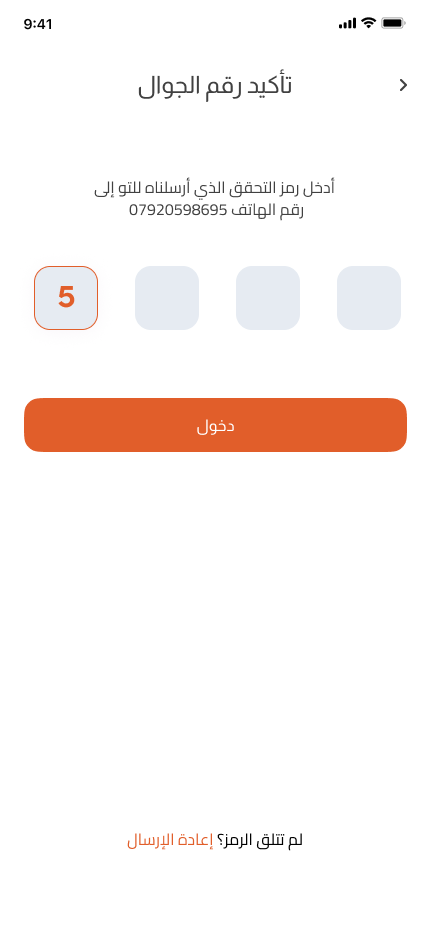 9:41
تأكيد رقم الجوال
أدخل رمز التحقق الذي أرسلناه للتو إلى
رقم الهاتف 07920598695
5
دخول
لم تتلق الرمز؟ إعادة الإرسال